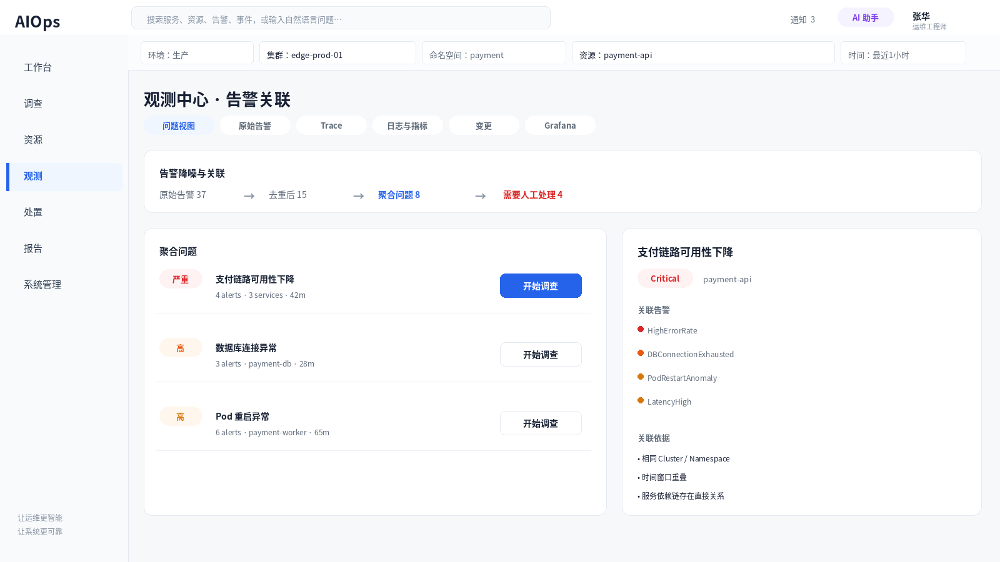 AIOps
搜索服务、资源、告警、事件，或输入自然语言问题…
通知 3
AI 助手
张华
运维工程师
环境：生产
集群：edge-prod-01
命名空间：payment
资源：payment-api
时间：最近1小时
工作台
调查
资源
观测
处置
报告
系统管理
让运维更智能
让系统更可靠
观测中心 · 告警关联
问题视图
原始告警
Trace
日志与指标
变更
Grafana
告警降噪与关联
原始告警 37 → 去重后 15 → 聚合问题 8 → 需要人工处理 4
聚合问题
严重
支付链路可用性下降
4 alerts · 3 services · 42m
开始调查
高
数据库连接异常
3 alerts · payment-db · 28m
开始调查
高
Pod 重启异常
6 alerts · payment-worker · 65m
开始调查
支付链路可用性下降
Critical
payment-api
关联告警
HighErrorRate
DBConnectionExhausted
PodRestartAnomaly
LatencyHigh
关联依据
• 相同 Cluster / Namespace
• 时间窗口重叠
• 服务依赖链存在直接关系